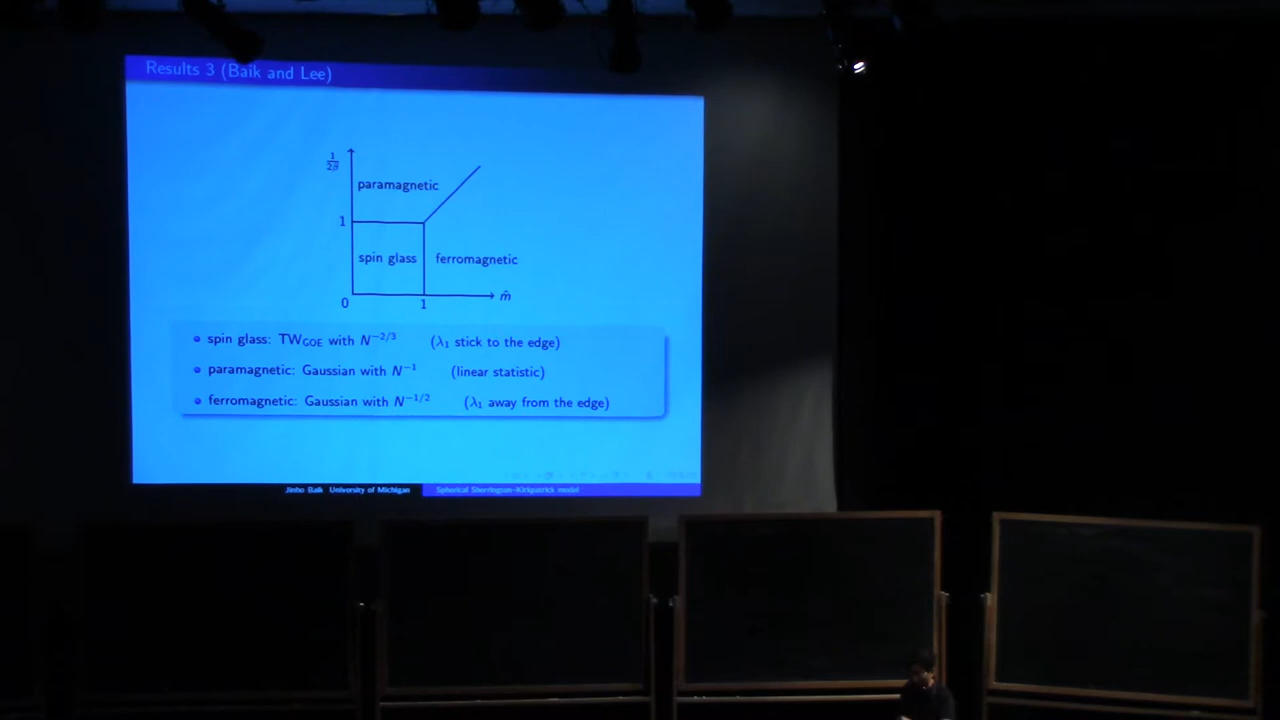 Results 3 (Baik and Lee)
1/2β
paramagnetic
1
spin glass
ferromagnetic
0
1
m̂
spin glass: TW_GOE with N^{-2/3} (λ₁ stick to the edge)
paramagnetic: Gaussian with N^{-1} (linear statistic)
ferromagnetic: Gaussian with N^{-1/2} (λ₁ away from the edge)
Jinho Baik University of Michigan
Spherical Sherrington–Kirkpatrick model